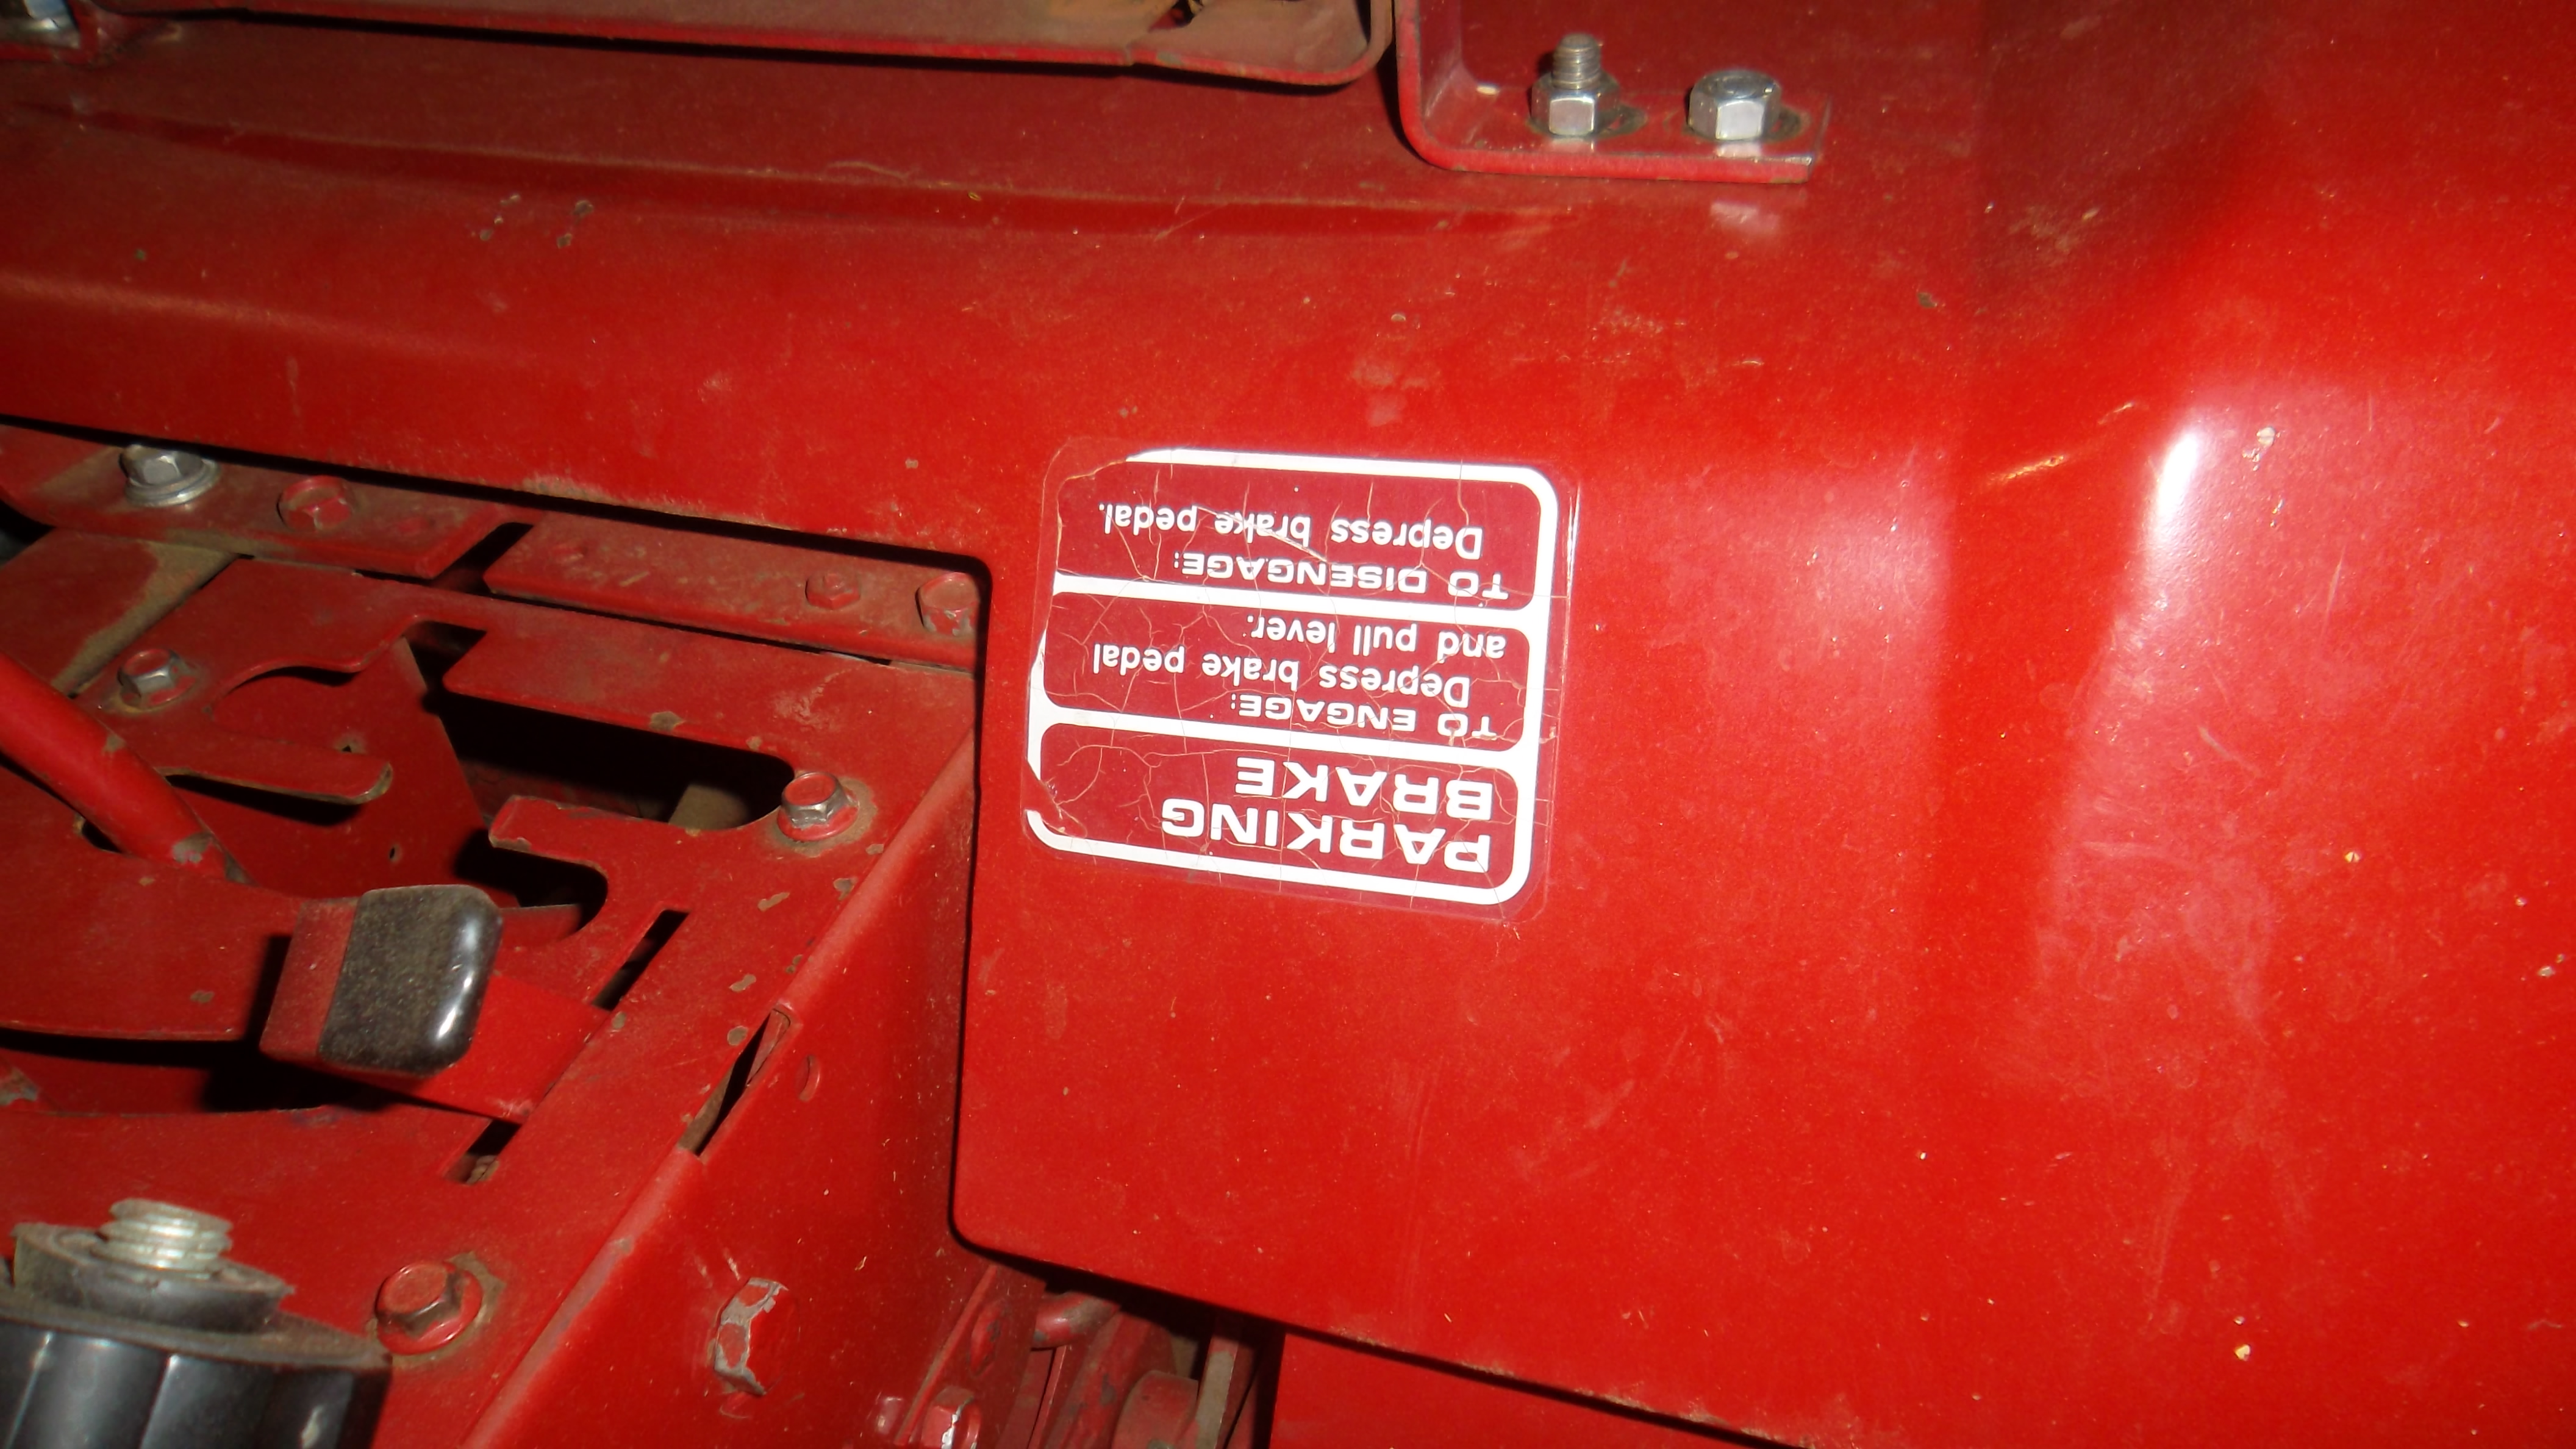 PARKING
BRAKE
TO ENGAGE:
Depress brake pedal
and pull lever.
TO DISENGAGE:
Depress brake pedal.